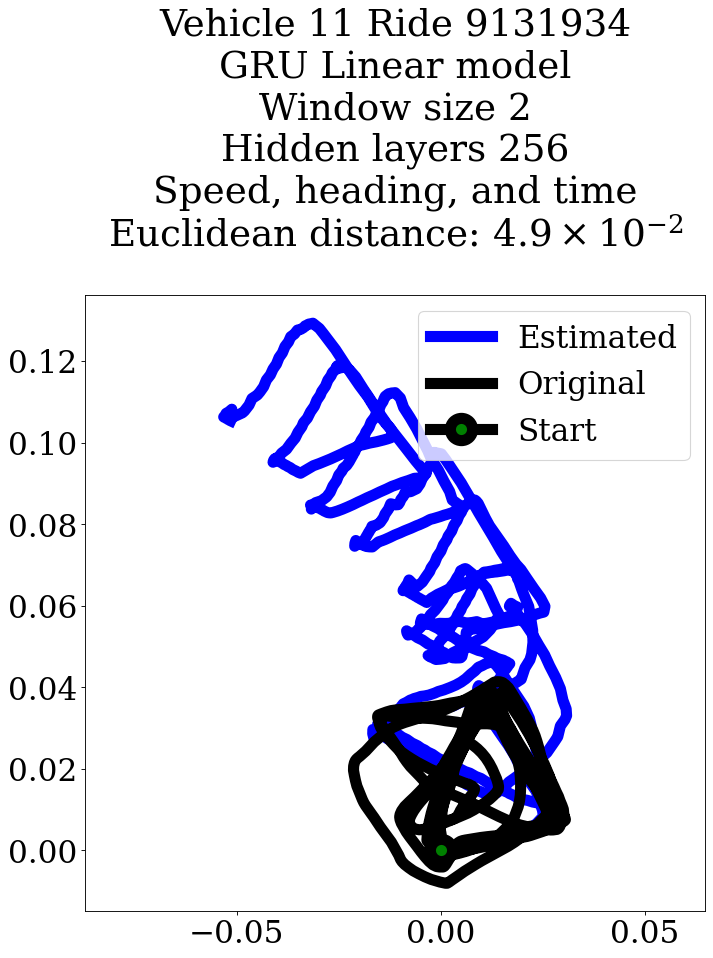 Vehicle 11 Ride 9131934
GRU Linear model
Window size 2
Hidden layers 256
Speed, heading, and time
Euclidean distance: 4.9 × 10⁻²
Estimated
Original
Start
0.12
0.10
0.08
0.06
0.04
0.02
0.00
−0.05
0.00
0.05